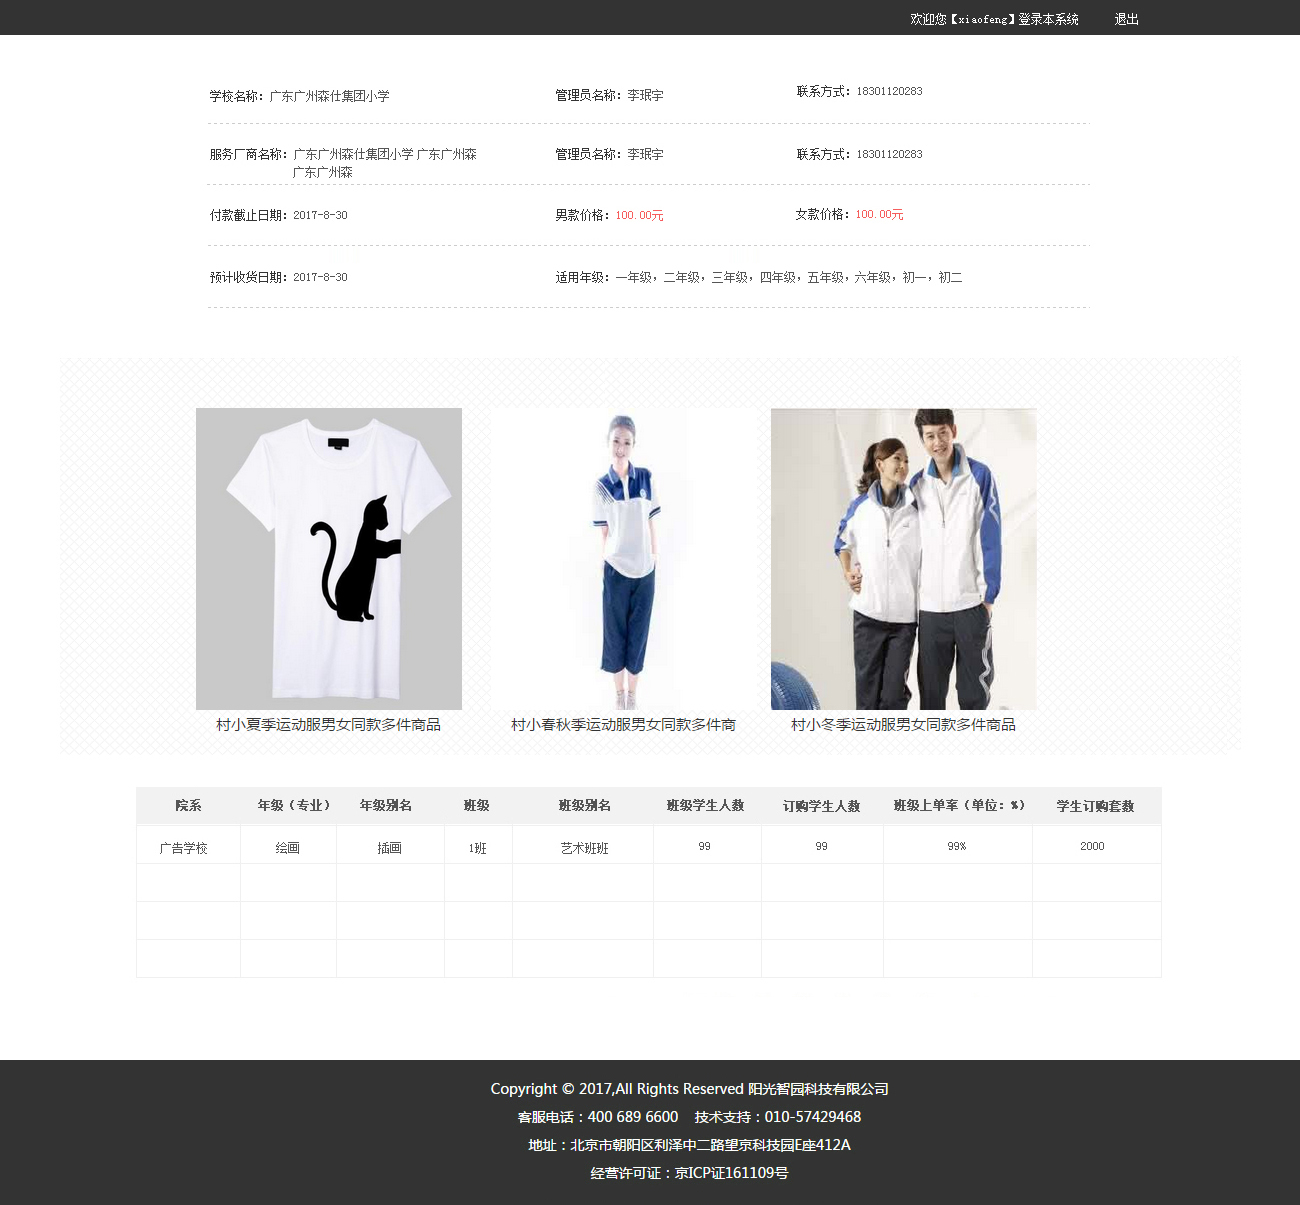 欢迎您【xiaofeng】登录本系统 退出
学校名称：广东广州森仕集团小学 管理员名称：李珉宇 联系方式：18301120283
服务厂商名称：广东广州森仕集团小学 广东广州森 管理员名称：李珉宇 联系方式：18301120283
广东广州森
付款截止日期：2017-8-30 男款价格：100.00元 女款价格：100.00元
预计收货日期：2017-8-30 适用年级：一年级，二年级，三年级，四年级，五年级，六年级，初一，初二
村小夏季运动服男女同款多件商品 村小春秋季运动服男女同款多件商 村小冬季运动服男女同款多件商品
院系 年级（专业） 年级别名 班级 班级别名 班级学生人数 订购学生人数 班级上单率（单位：%） 学生订购套数
广告学校 绘画 插画 1班 艺术班班 99 99 99% 2000
Copyright © 2017,All Rights Reserved 阳光智园科技有限公司
客服电话：400 689 6600 技术支持：010-57429468
地址：北京市朝阳区利泽中二路望京科技园E座412A
经营许可证：京ICP证161109号